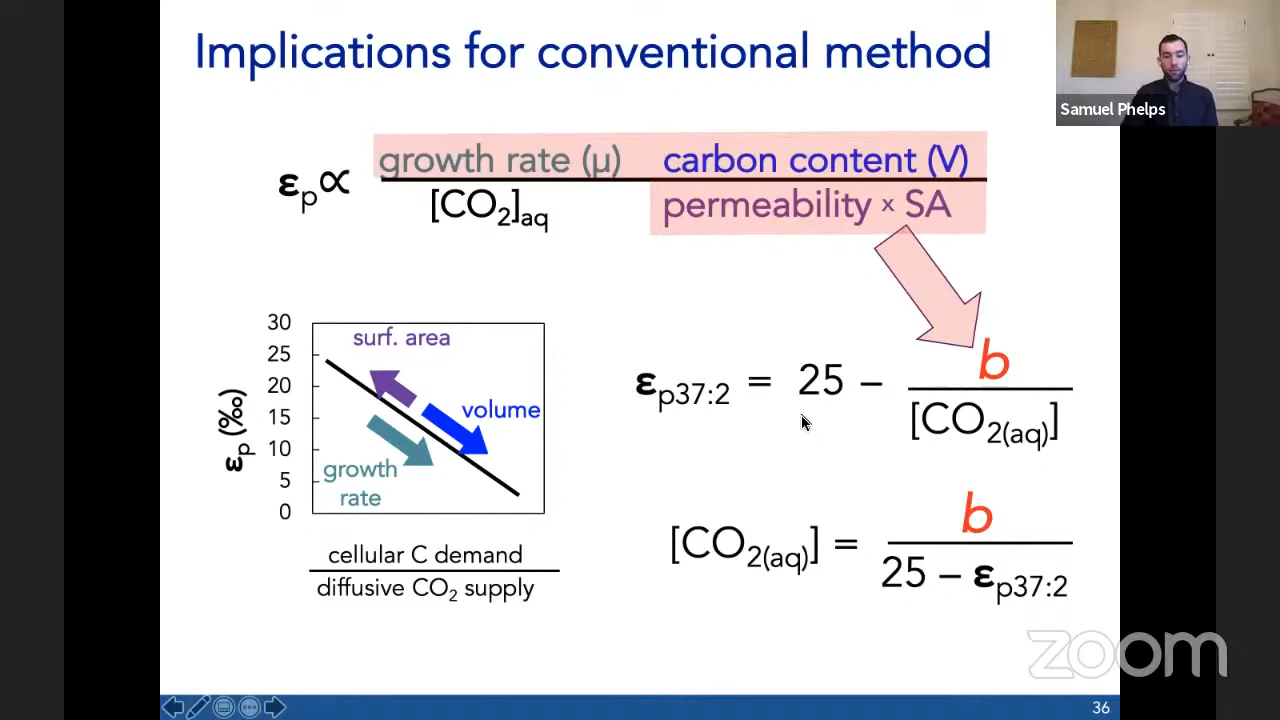 Implications for conventional method
Samuel Phelps
εp∝
growth rate (μ) carbon content (V)
[CO2]aq permeability x SA
30
25
20
15
10
5
0
εp (‰)
surf. area
volume
growth
rate
cellular C demand
diffusive CO2 supply
εp37:2 = 25 – b
[CO2(aq)]
[CO2(aq)] = b
25 – εp37:2
zoom
36